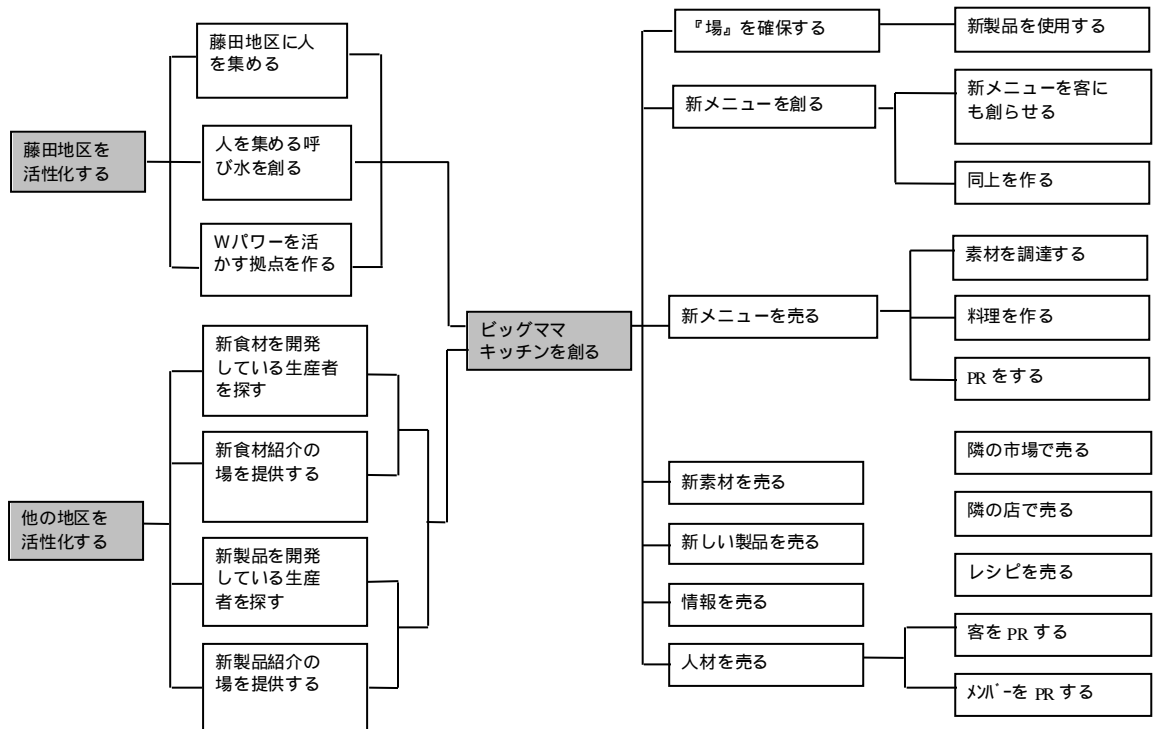 藤田地区を
活性化する
藤田地区に人
を集める
人を集める呼
び水を創る
Wパワーを活
かす拠点を作る
他の地区を
活性化する
新食材を開発
している生産者
を探す
新食材紹介の
場を提供する
新製品を開発
している生産
者を探す
新製品紹介の
場を提供する
ビッグママ
キッチンを創る
『場』を確保する
新製品を使用する
新メニューを創る
新メニューを客に
も創らせる
同上を作る
新メニューを売る
素材を調達する
料理を作る
PR をする
新素材を売る
新しい製品を売る
情報を売る
人材を売る
隣の市場で売る
隣の店で売る
レシピを売る
客を PR する
ﾒﾝﾊﾞｰを PR する